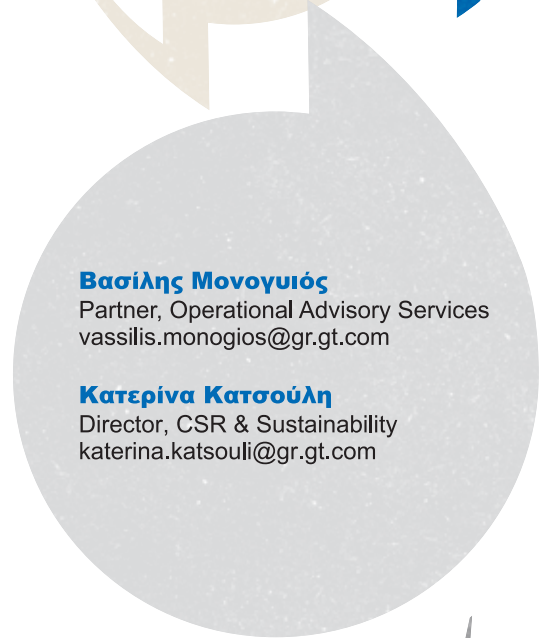 Βασίλης Μονογυιός
Partner, Operational Advisory Services
vassilis.monogios@gr.gt.com
Κατερίνα Κατσούλη
Director, CSR & Sustainability
katerina.katsouli@gr.gt.com